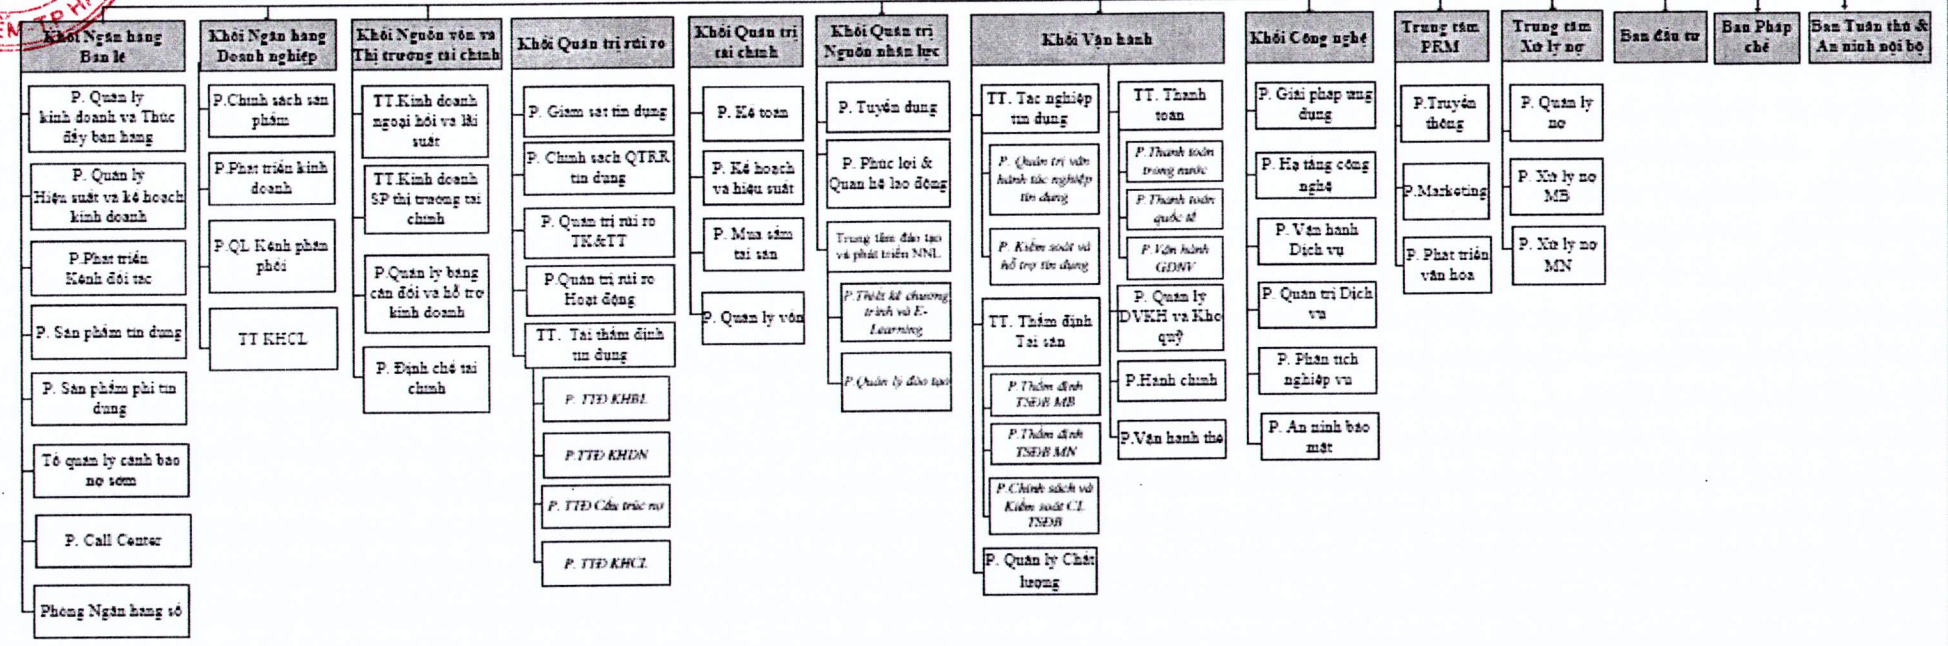 TP H
Khối Ngân hàng
Bán lẻ
P. Quản lý
kinh doanh và Thúc
đẩy bán hàng
P. Quản lý
Hiệu suất và kế hoạch
kinh doanh
P.Phát triển
Kênh đối tác
P. Sản phẩm tín dụng
P. Sản phẩm phi tín
dụng
Tổ quản lý cảnh báo
nợ sớm
P. Call Center
Phòng Ngân hàng số
Khối Ngân hàng
Doanh nghiệp
P.Chính sách sản
phẩm
P.Phát triển kinh
doanh
P.QL Kênh phân
phối
TT KHCL
Khối Nguồn vốn và
Thị trường tài chính
TT.Kinh doanh
ngoại hối và lãi
suất
TT.Kinh doanh
SP thị trường tài
chính
P.Quản lý bảng
cân đối và hỗ trợ
kinh doanh
P. Định chế tài
chính
Khối Quản trị rủi ro
P. Giám sát tín dụng
P. Chính sách QTRR
tín dụng
P. Quản trị rủi ro
TK&TT
P.Quản trị rủi ro
Hoạt động
TT. Tái thẩm định
tín dụng
P. TTĐ KHBL
P.TTĐ KHDN
P. TTĐ Cấu trúc nợ
P. TTĐ KHCL
Khối Quản trị
tài chính
P. Kế toán
P. Kế hoạch
và hiệu suất
P. Mua sắm
tài sản
P. Quản lý vốn
Khối Quản trị
Nguồn nhân lực
P. Tuyển dụng
P. Phúc lợi &
Quan hệ lao động
Trung tâm đào tạo
và phát triển NNL
P.Thiết kế chương
trình và E-
Learning
P.Quản lý đào tạo
Khối Vận hành
TT. Tác nghiệp
tín dụng
P. Quản trị vận
hành tác nghiệp
tín dụng
P. Kiểm soát và
hỗ trợ tín dụng
TT. Thẩm định
Tài sản
P.Thẩm định
TSĐB MB
P.Thẩm định
TSĐB MN
P.Chính sách và
Kiểm soát CL
TSĐB
P. Quản lý Chất
lượng
TT. Thanh
toán
P.Thanh toán
trong nước
P.Thanh toán
quốc tế
P.Vận hành
GDNV
P. Quản lý
DVKH và Kho
quỹ
P.Hành chính
P.Vận hành thẻ
Khối Công nghệ
P. Giải pháp ứng
dụng
P. Hạ tầng công
nghệ
P. Vận hành
Dịch vụ
P. Quản trị Dịch
vụ
P. Phân tích
nghiệp vụ
P. An ninh bảo
mật
Trung tâm
PRM
P.Truyền
thông
P.Marketing
P. Phát triển
văn hóa
Trung tâm
Xử lý nợ
P. Quản lý
nợ
P. Xử lý nợ
MB
P. Xử lý nợ
MN
Ban đầu tư
Ban Pháp
chế
Ban Tuân thủ &
An ninh nội bộ